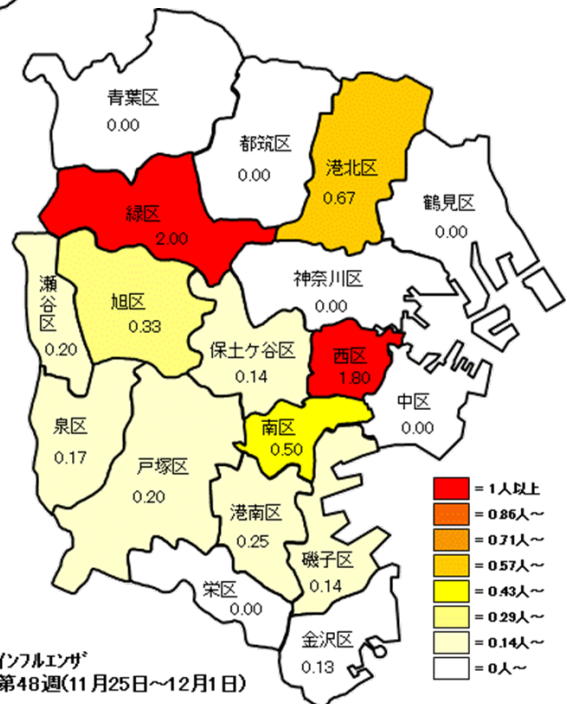 青葉区
0.00
都筑区
0.00
港北区
0.67
鶴見区
0.00
緑区
2.00
神奈川区
0.00
瀬谷区
0.20
旭区
0.33
保土ケ谷区
0.14
西区
1.80
中区
0.00
泉区
0.17
戸塚区
0.20
南区
0.50
港南区
0.25
磯子区
0.14
栄区
0.00
金沢区
0.13
= 1人以上
= 0.86人～
= 0.71人～
= 0.57人～
= 0.43人～
= 0.29人～
= 0.14人～
= 0人～
インフルエンザ
第48週(11月25日～12月1日)